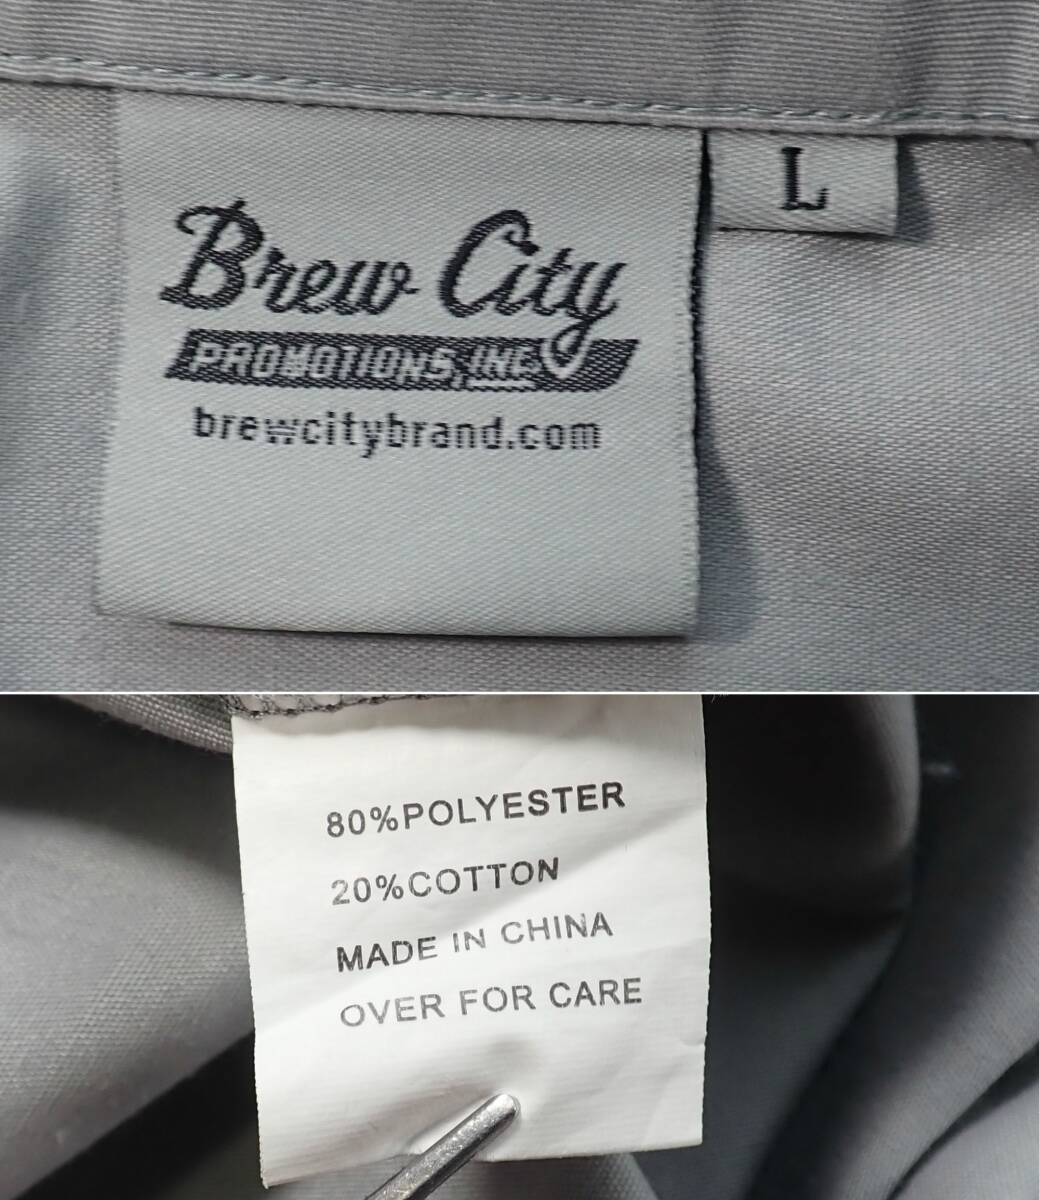 Brew City
PROMOTIONS, INC.
brewcitybrand.com
L
80%POLYESTER
20%COTTON
MADE IN CHINA
OVER FOR CARE